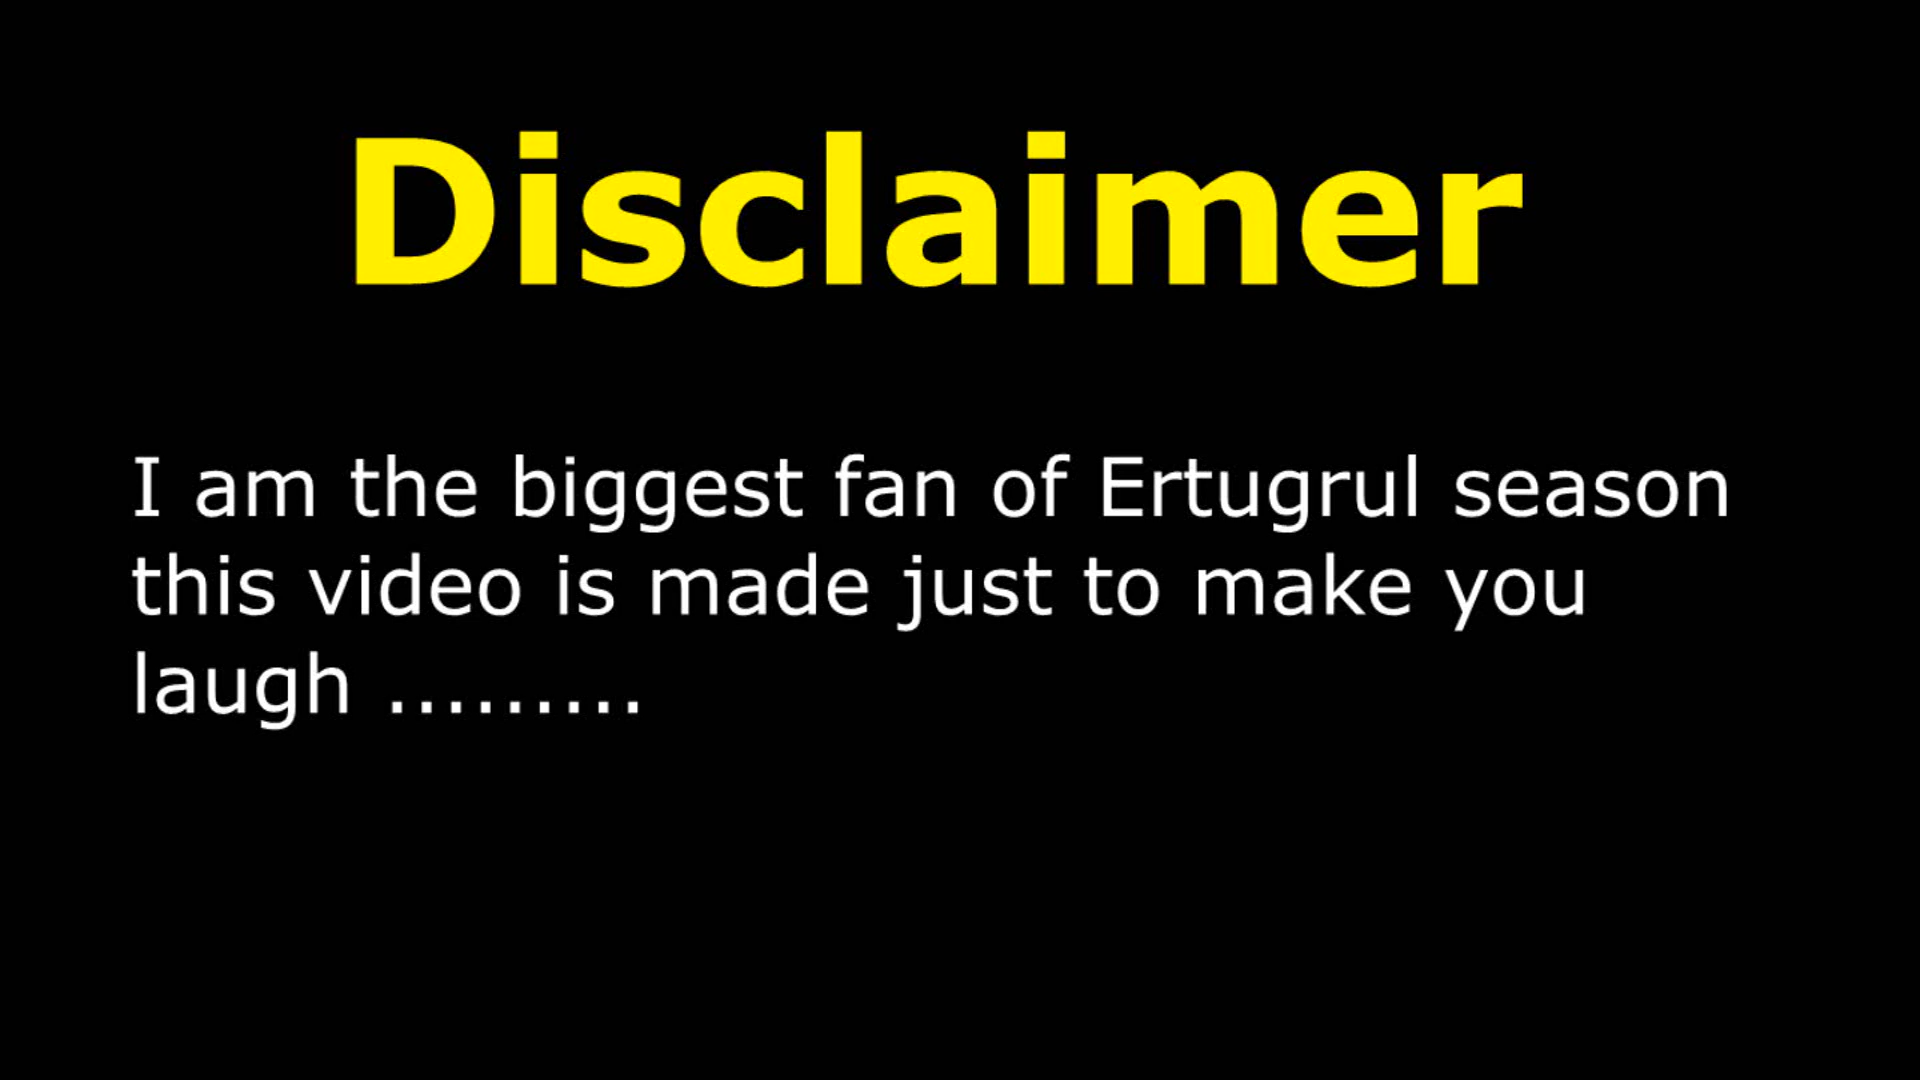 Disclaimer
I am the biggest fan of Ertugrul season
this video is made just to make you
laugh .........